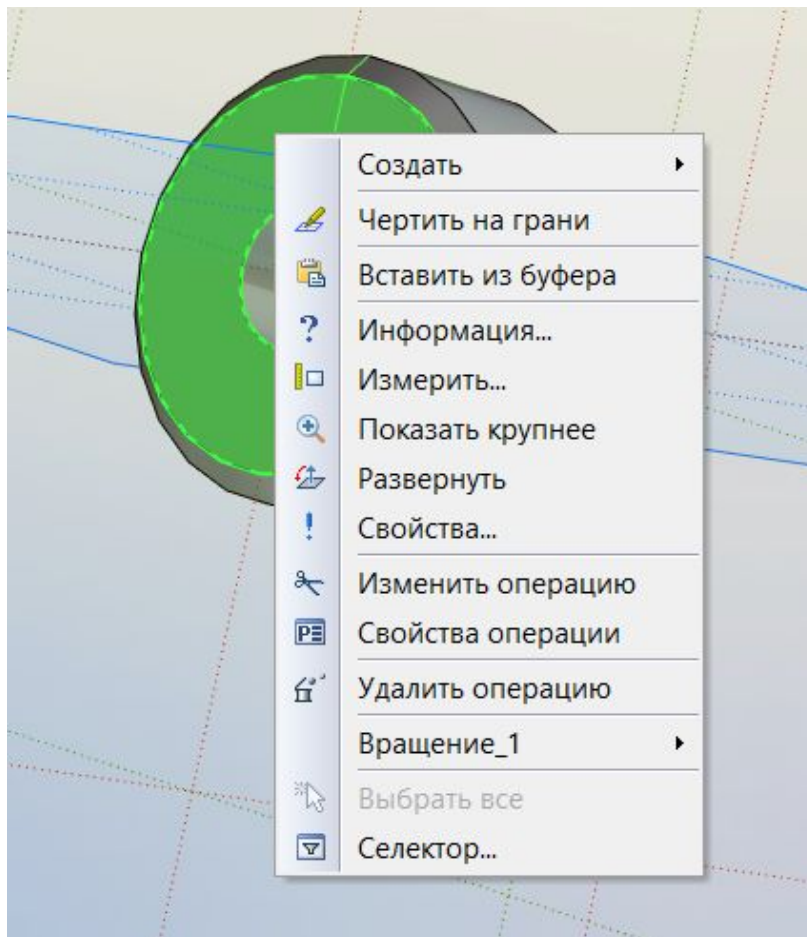 Создать
Чертить на грани
Вставить из буфера
Информация...
Измерить...
Показать крупнее
Развернуть
Свойства...
Изменить операцию
Свойства операции
Удалить операцию
Вращение_1
Выбрать все
Селектор...